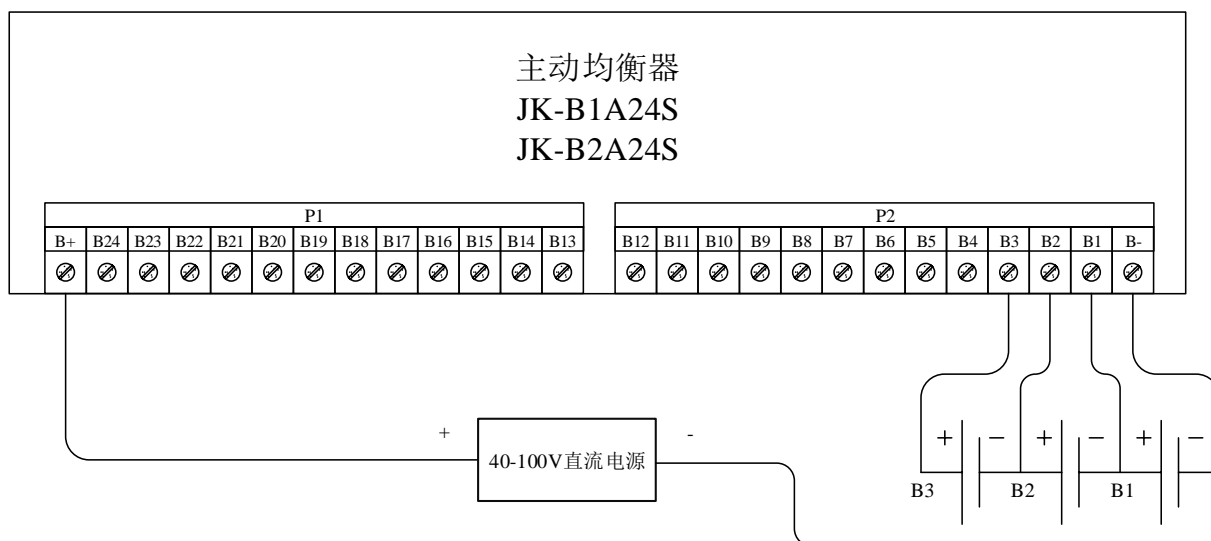 主动均衡器
JK-B1A24S
JK-B2A24S
P1 P2
B+ B24 B23 B22 B21 B20 B19 B18 B17 B16 B15 B14 B13 B12 B11 B10 B9 B8 B7 B6 B5 B4 B3 B2 B1 B-
+ - + - + - + -
40-100V直流电源
B3 B2 B1